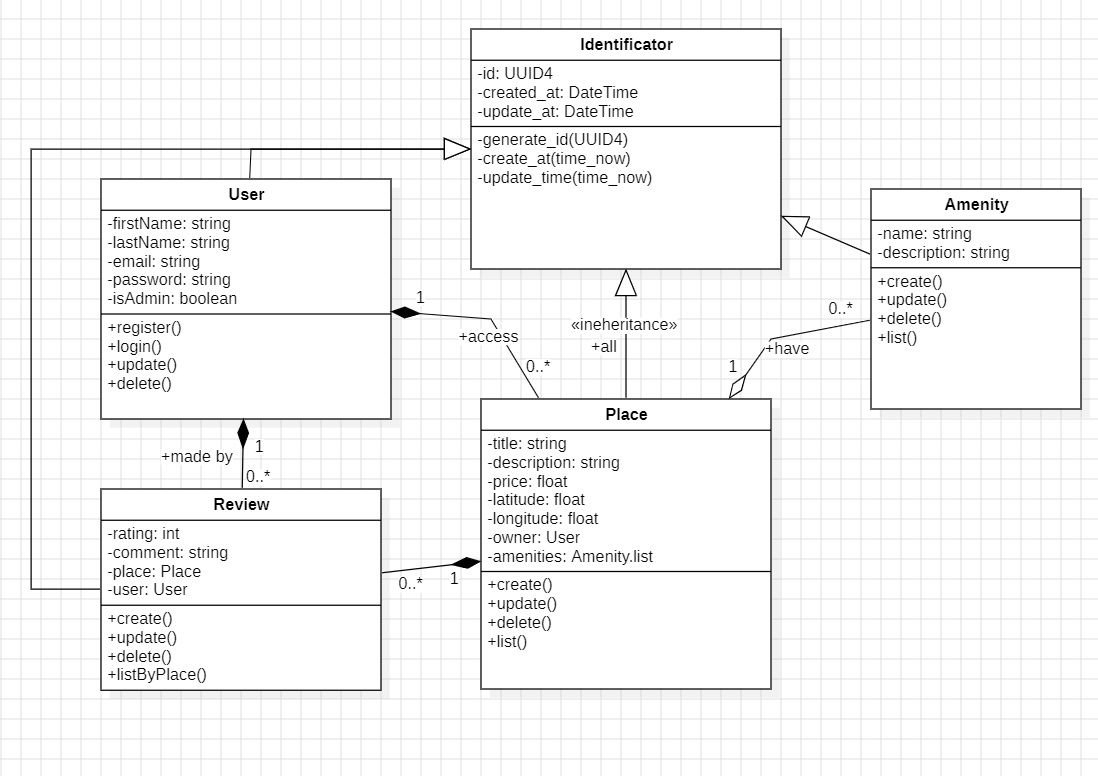 Identificator
-id: UUID4
-created_at: DateTime
-update_at: DateTime
-generate_id(UUID4)
-create_at(time_now)
-update_time(time_now)
User
-firstName: string
-lastName: string
-email: string
-password: string
-isAdmin: boolean
+register()
+login()
+update()
+delete()
Amenity
-name: string
-description: string
+create()
+update()
+delete()
+list()
1
+access
0..*
«ineheritance»
+all
0..*
+have
1
+made by
1
0..*
Review
-rating: int
-comment: string
-place: Place
-user: User
+create()
+update()
+delete()
+listByPlace()
0..*
1
Place
-title: string
-description: string
-price: float
-latitude: float
-longitude: float
-owner: User
-amenities: Amenity.list
+create()
+update()
+delete()
+list()